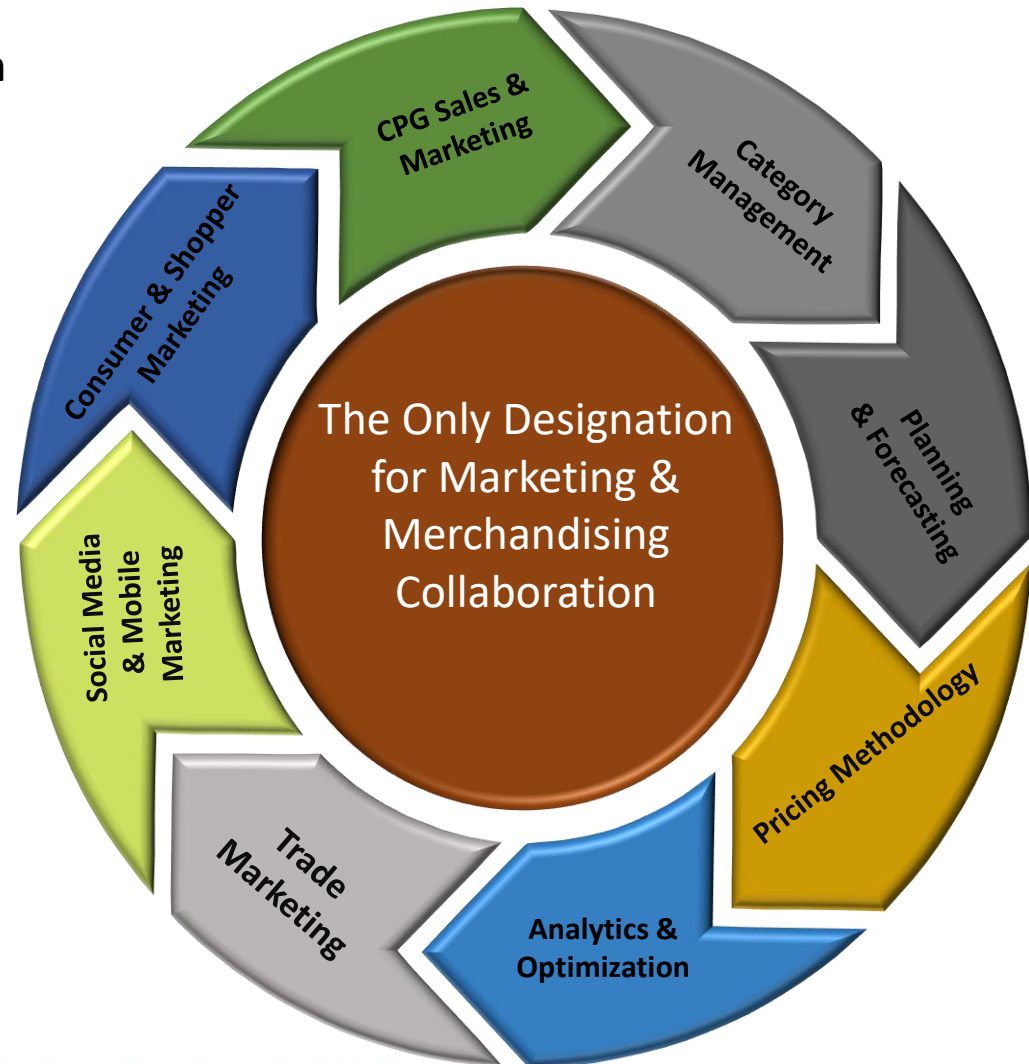 CPG Sales &
Marketing
Category
Management
Planning
& Forecasting
Pricing Methodology
Analytics &
Optimization
Trade
Marketing
Social Media
& Mobile
Marketing
Consumer & Shopper
Marketing
The Only Designation
for Marketing &
Merchandising
Collaboration